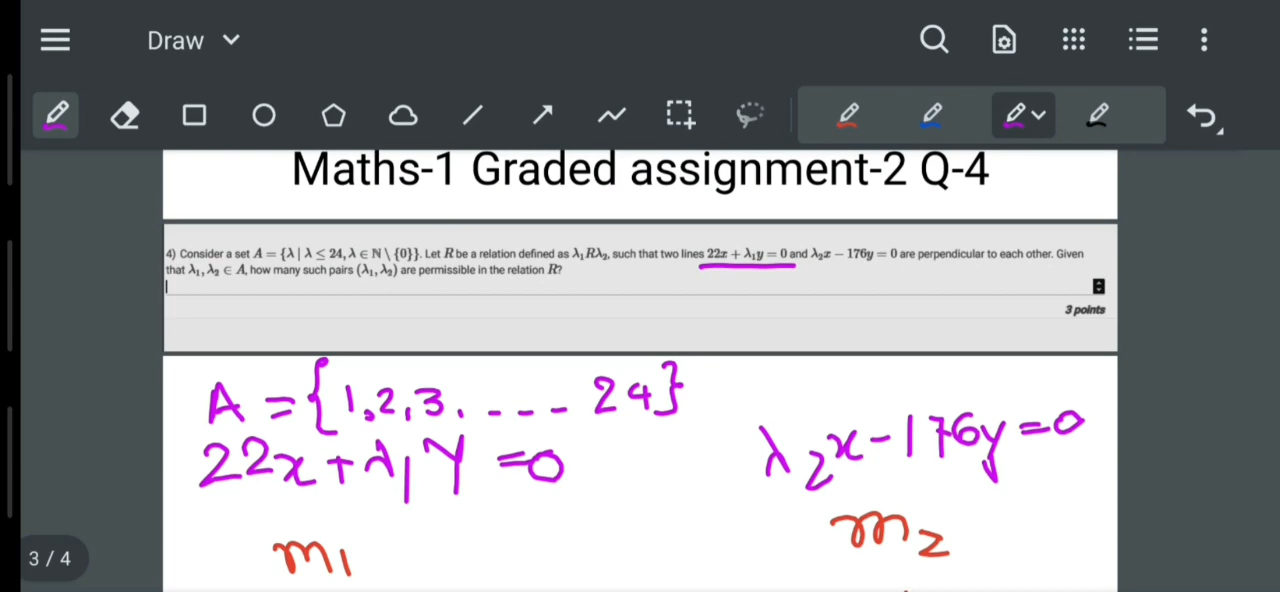 Draw
Maths-1 Graded assignment-2 Q-4
4) Consider a set A = {λ | λ ≤ 24, λ ∈ ℕ \ {0}}. Let R be a relation defined as λ₁Rλ₂, such that two lines 22x + λ₁y = 0 and λ₂x − 176y = 0 are perpendicular to each other. Given
that λ₁, λ₂ ∈ A, how many such pairs (λ₁, λ₂) are permissible in the relation R?
3 points
A = {1,2,3, - - - - 24}
22x + λ₁y = 0
λ₂x - 176y = 0
m₁
m₂
3 / 4